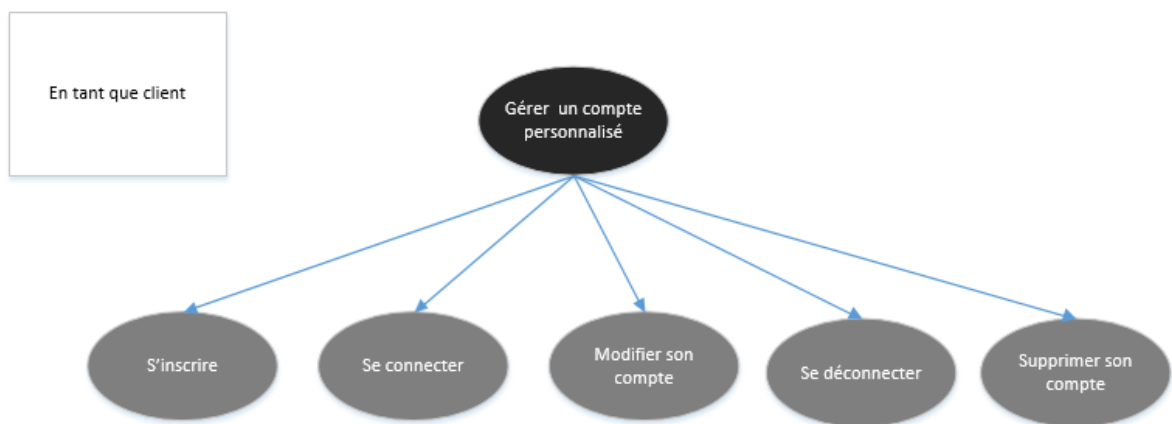 En tant que client
Gérer un compte
personnalisé
S’inscrire
Se connecter
Modifier son
compte
Se déconnecter
Supprimer son
compte